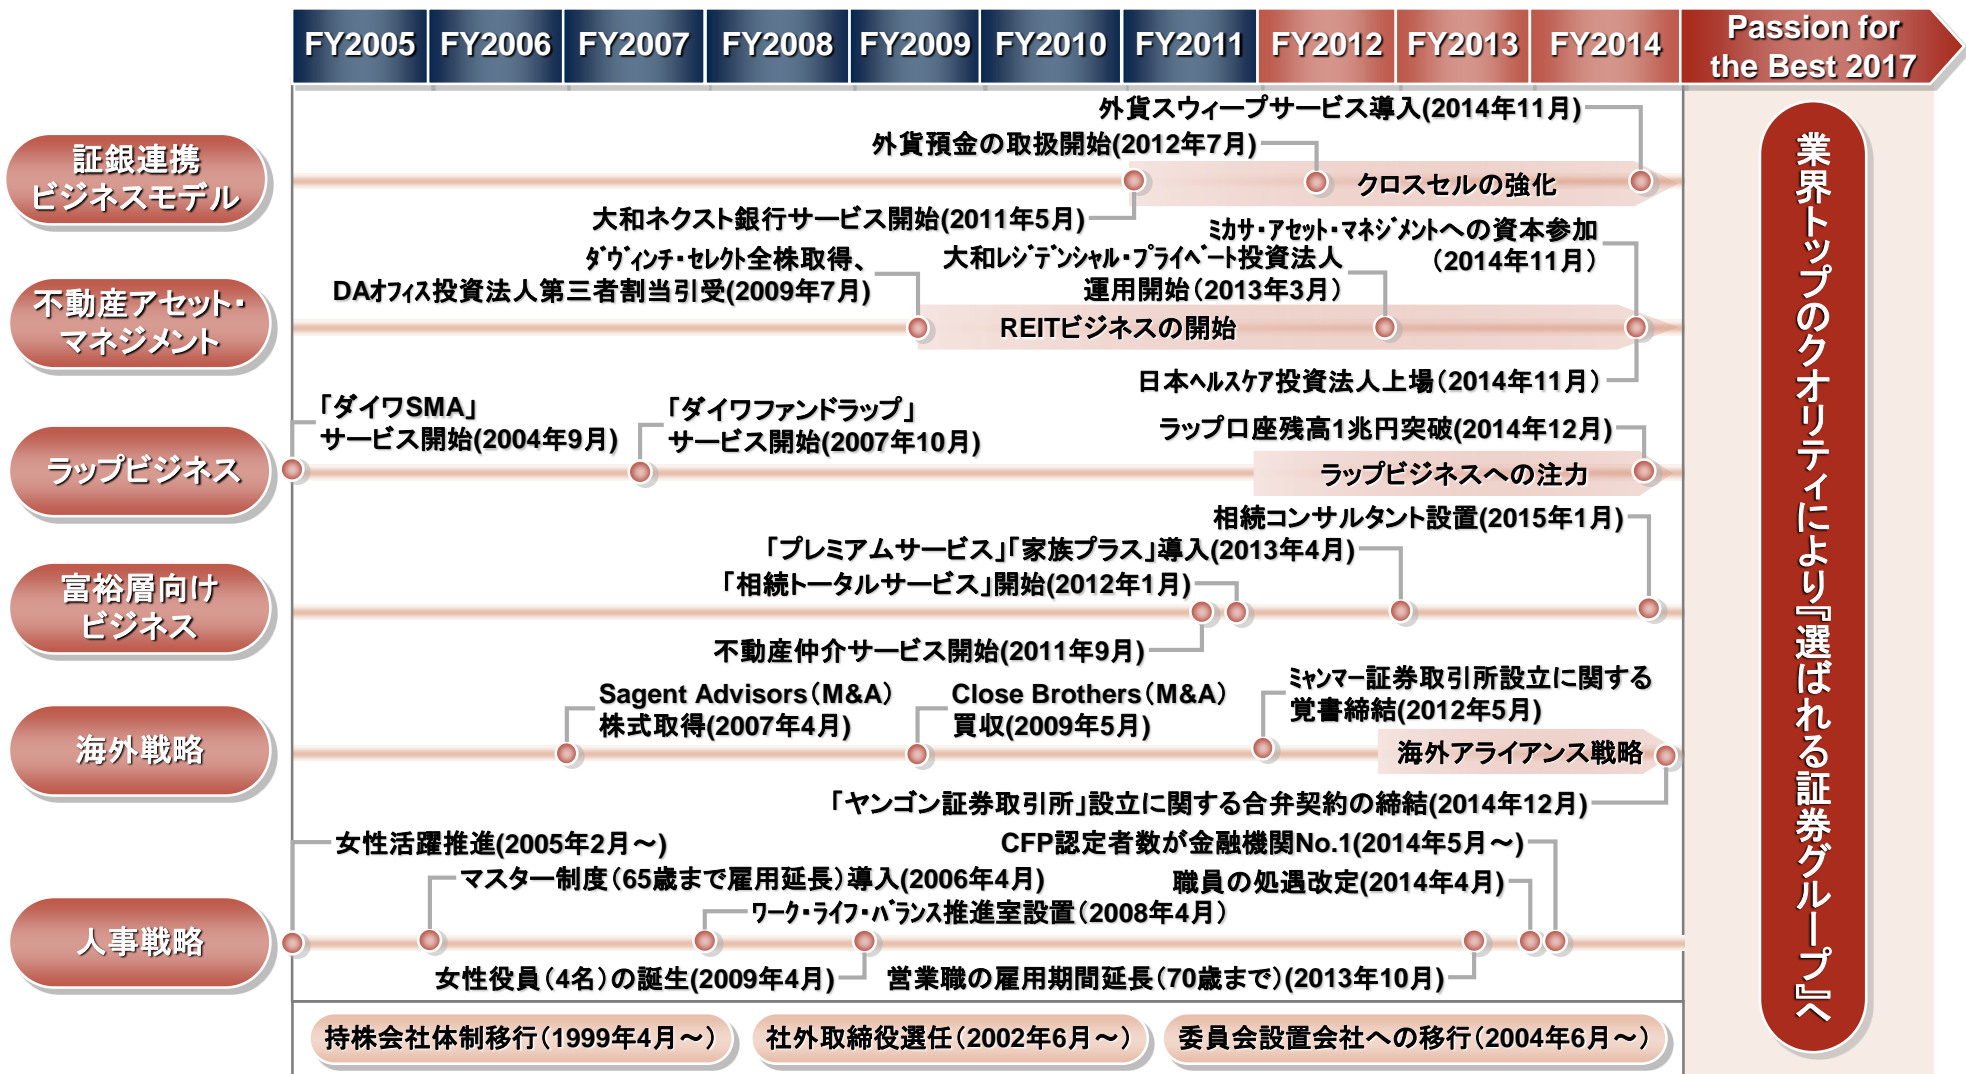 FY2005 FY2006 FY2007 FY2008 FY2009 FY2010 FY2011 FY2012 FY2013 FY2014
Passion for
the Best 2017
証銀連携
ビジネスモデル
外貨スウィープサービス導入(2014年11月)
外貨預金の取扱開始(2012年7月)
クロスセルの強化
大和ネクスト銀行サービス開始(2011年5月)
不動産アセット・
マネジメント
ﾀﾞｳﾞｨﾝﾁ・ｾﾚｸﾄ全株取得、
DAｵﾌｨｽ投資法人第三者割当引受(2009年7月)
大和ﾚｼﾞﾃﾞﾝｼｬﾙ・ﾌﾟﾗｲﾍﾞｰﾄ投資法人
運用開始（2013年3月）
ﾐｶｻ・ｱｾｯﾄ・ﾏﾈｼﾞﾒﾝﾄへの資本参加
（2014年11月）
REITビジネスの開始
日本ﾍﾙｽｹｱ投資法人上場（2014年11月）
ラップビジネス
「ダイワSMA」
サービス開始(2004年9月)
「ダイワファンドラップ」
サービス開始(2007年10月)
ラップ口座残高1兆円突破(2014年12月)
ラップビジネスへの注力
富裕層向け
ビジネス
相続コンサルタント設置(2015年1月)
「プレミアムサービス」「家族プラス」導入(2013年4月)
「相続トータルサービス」開始(2012年1月)
不動産仲介サービス開始(2011年9月)
海外戦略
Sagent Advisors（M&A）
株式取得(2007年4月)
Close Brothers（M&A）
買収(2009年5月)
ﾐｬﾝﾏｰ証券取引所設立に関する
覚書締結(2012年5月)
海外アライアンス戦略
「ヤンゴン証券取引所」設立に関する合弁契約の締結(2014年12月)
人事戦略
女性活躍推進(2005年2月～)
CFP認定者数が金融機関No.1(2014年5月～)
マスター制度（65歳まで雇用延長）導入(2006年4月)
職員の処遇改定(2014年4月)
ﾜｰｸ・ﾗｲﾌ・ﾊﾞﾗﾝｽ推進室設置（2008年4月）
女性役員（4名）の誕生(2009年4月)
営業職の雇用期間延長（70歳まで）(2013年10月)
持株会社体制移行（1999年4月～）
社外取締役選任（2002年6月～）
委員会設置会社への移行（2004年6月～）
業界トップのクオリティにより『選ばれる証券グループ』へ